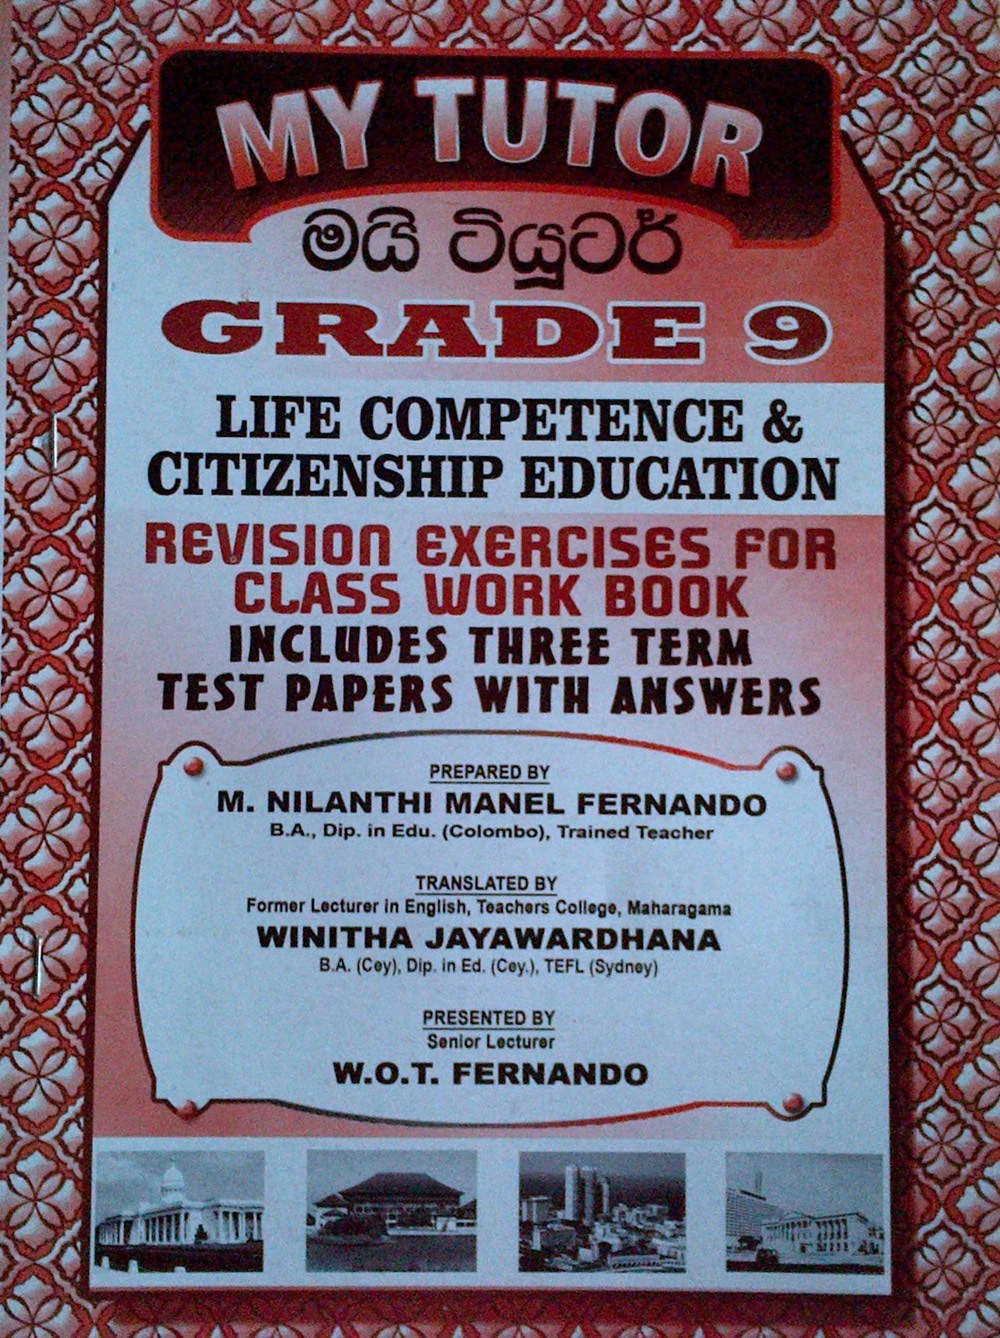 MY TUTOR
මයි ටියුටර්
GRADE 9
LIFE COMPETENCE &
CITIZENSHIP EDUCATION
REVISION EXERCISES FOR
CLASS WORK BOOK
INCLUDES THREE TERM
TEST PAPERS WITH ANSWERS
PREPARED BY
M. NILANTHI MANEL FERNANDO
B.A., Dip. in Edu. (Colombo), Trained Teacher
TRANSLATED BY
Former Lecturer in English, Teachers College, Maharagama
WINITHA JAYAWARDHANA
B.A. (Cey), Dip. in Ed. (Cey.), TEFL (Sydney)
PRESENTED BY
Senior Lecturer
W.O.T. FERNANDO